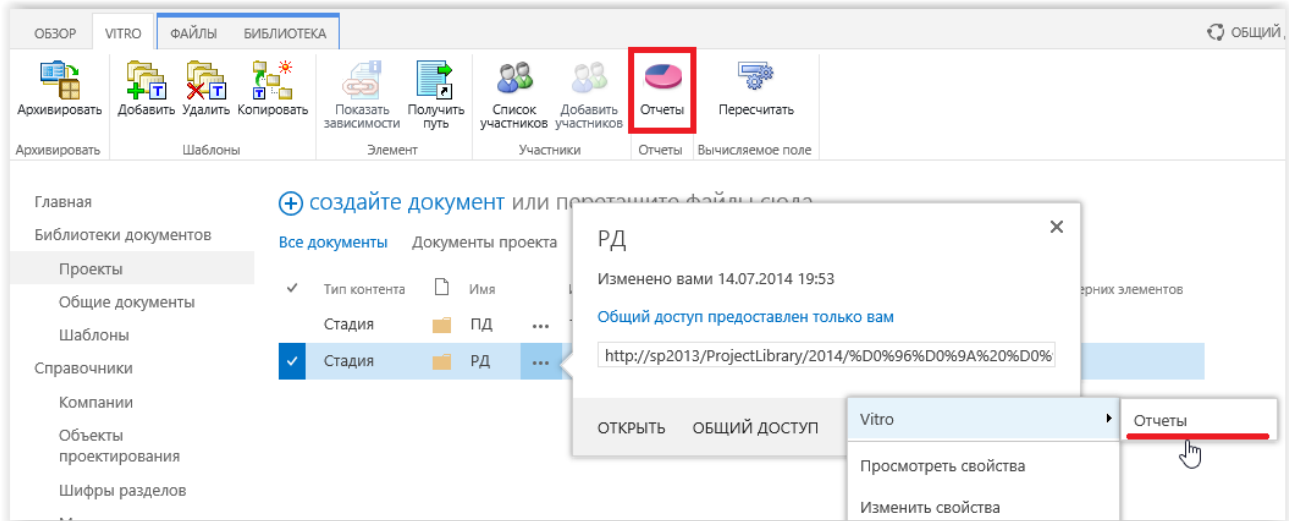 ОБЗОР VITRO ФАЙЛЫ БИБЛИОТЕКА ОБЩИЙ
Архивировать Добавить Удалить Копировать Показать зависимости Получить путь Список участников Добавить участников Отчеты Пересчитать
Архивировать Шаблоны Элемент Участники Отчеты Вычисляемое поле
Главная
Библиотеки документов
Проекты
Общие документы
Шаблоны
Справочники
Компании
Объекты
проектирования
Шифры разделов
создайте документ или перетащите файлы сюда
Все документы Документы проекта
Тип контента Имя
Стадия ПД ...
Стадия РД ...
элементов
РД
Изменено вами 14.07.2014 19:53
Общий доступ предоставлен только вам
http://sp2013/ProjectLibrary/2014/%D0%96%D0%9A%20%D0%
ОТКРЫТЬ ОБЩИЙ ДОСТУП
Vitro
Просмотреть свойства
Изменить свойства
Отчеты